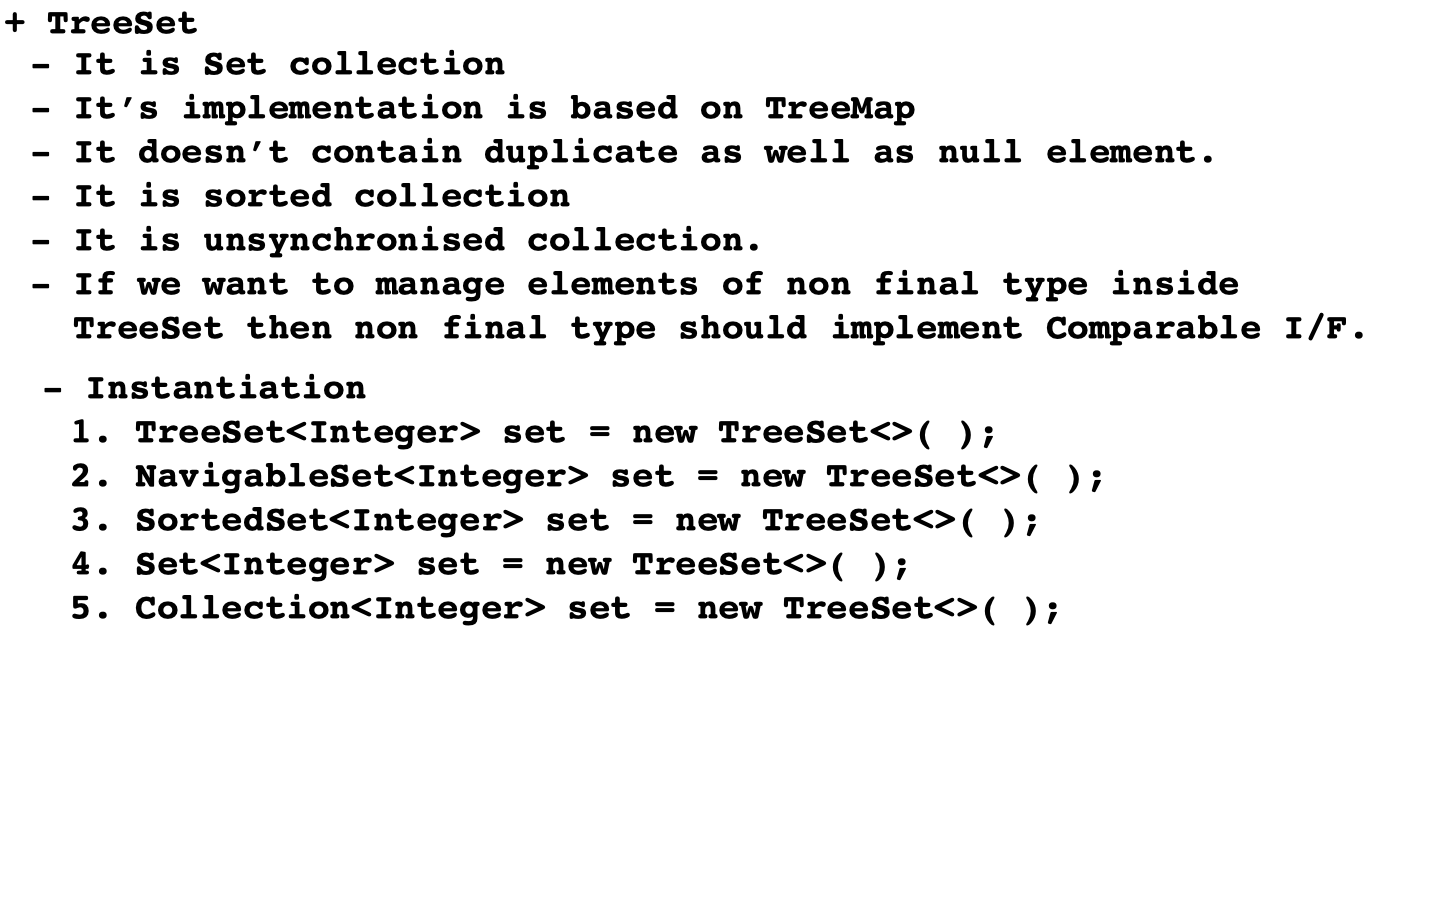 + TreeSet
– It is Set collection
– It’s implementation is based on TreeMap
– It doesn’t contain duplicate as well as null element.
– It is sorted collection
– It is unsynchronised collection.
– If we want to manage elements of non final type inside
TreeSet then non final type should implement Comparable I/F.
– Instantiation
1. TreeSet<Integer> set = new TreeSet<>( );
2. NavigableSet<Integer> set = new TreeSet<>( );
3. SortedSet<Integer> set = new TreeSet<>( );
4. Set<Integer> set = new TreeSet<>( );
5. Collection<Integer> set = new TreeSet<>( );